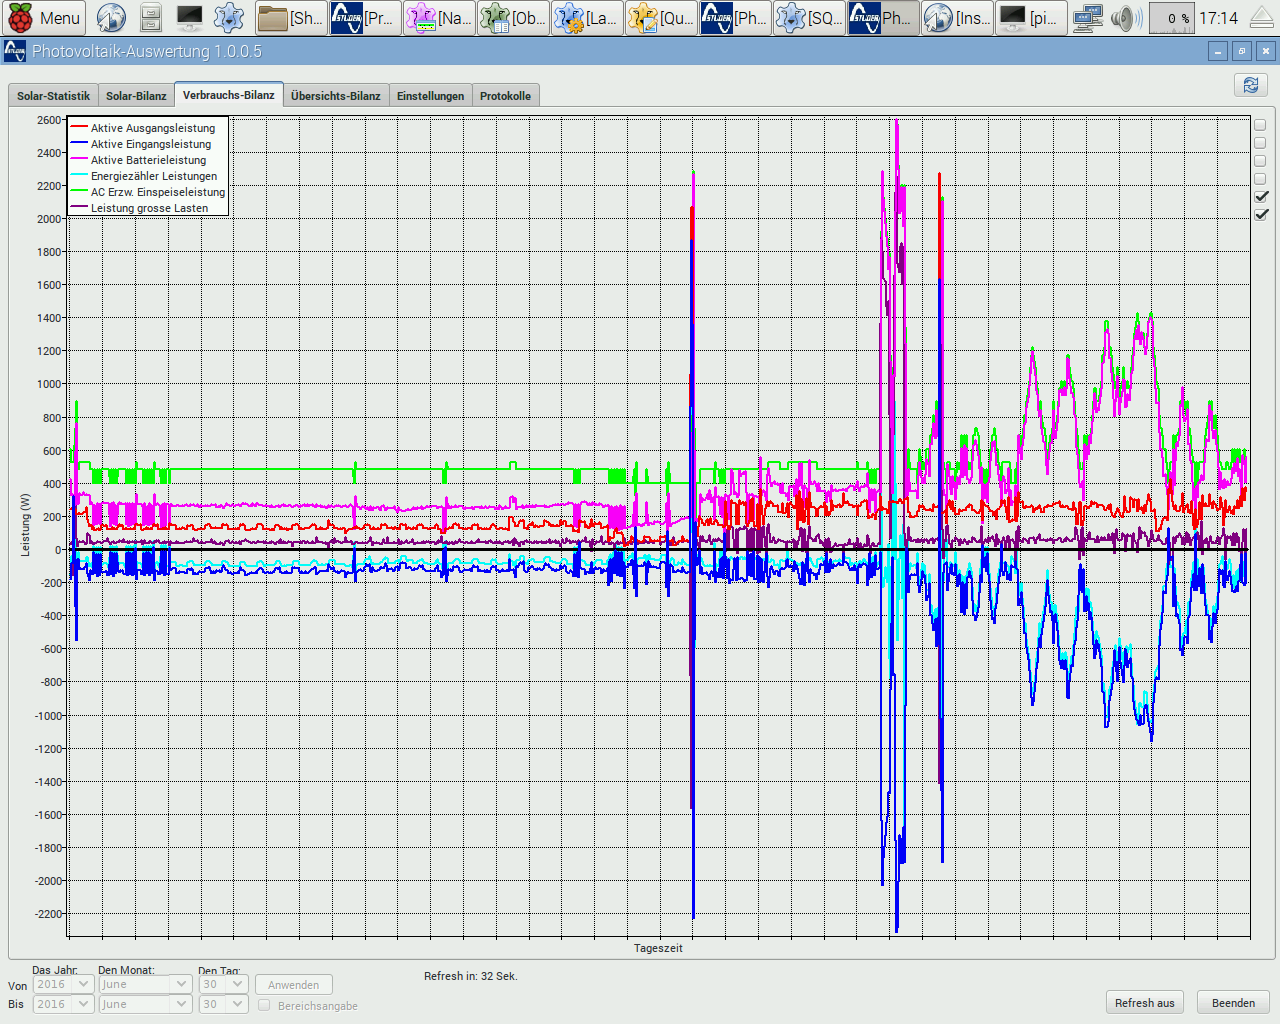 Menu [Sh... [Pr... [Na... [Ob... [La... [Qu... [Ph... [SQ... Ph... [Ins... [pi... 0 % 17:14
Photovoltaik-Auswertung 1.0.0.5
Solar-Statistik Solar-Bilanz Verbrauchs-Bilanz Übersichts-Bilanz Einstellungen Protokolle
Aktive Ausgangsleistung
Aktive Eingangsleistung
Aktive Batterieleistung
Energiezähler Leistungen
AC Erzw. Einspeiseleistung
Leistung grosse Lasten
2600
2400
2200
2000
1800
1600
1400
1200
1000
800
600
400
200
0
-200
-400
-600
-800
-1000
-1200
-1400
-1600
-1800
-2000
-2200
Leistung (W)
Tageszeit
Das Jahr: Den Monat: Den Tag: Refresh in: 32 Sek.
Von 2016 June 30 Anwenden
Bis 2016 June 30 Bereichsangabe Refresh aus Beenden